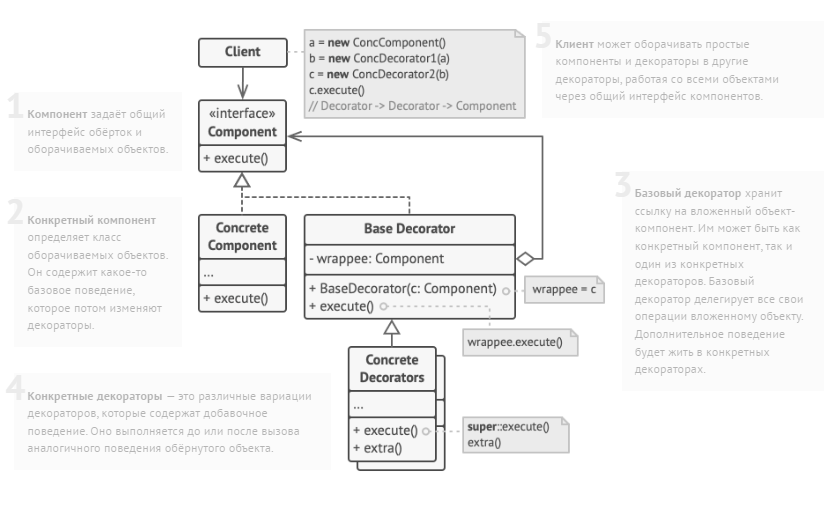 Client
a = new ConcComponent()
b = new ConcDecorator1(a)
c = new ConcDecorator2(b)
c.execute()
// Decorator -> Decorator -> Component
5
Клиент может оборачивать простые
компоненты и декораторы в другие
декораторы, работая со всеми объектами
через общий интерфейс компонентов.
1
Компонент задаёт общий
интерфейс обёрток и
оборачиваемых объектов.
«interface»
Component
+ execute()
2
Конкретный компонент
определяет класс
оборачиваемых объектов.
Он содержит какое-то
базовое поведение,
которое потом изменяют
декораторы.
Concrete
Component
...
+ execute()
Base Decorator
- wrappee: Component
+ BaseDecorator(c: Component)
+ execute()
wrappee = c
wrappee.execute()
3
Базовый декоратор хранит
ссылку на вложенный объект-
компонент. Им может быть как
конкретный компонент, так и
один из конкретных
декораторов. Базовый
декоратор делегирует все свои
операции вложенному объекту.
Дополнительное поведение
будет жить в конкретных
декораторах.
4
Конкретные декораторы — это различные вариации
декораторов, которые содержат добавочное
поведение. Оно выполняется до или после вызова
аналогичного поведения обёрнутого объекта.
Concrete
Decorators
...
+ execute()
+ extra()
super::execute()
extra()